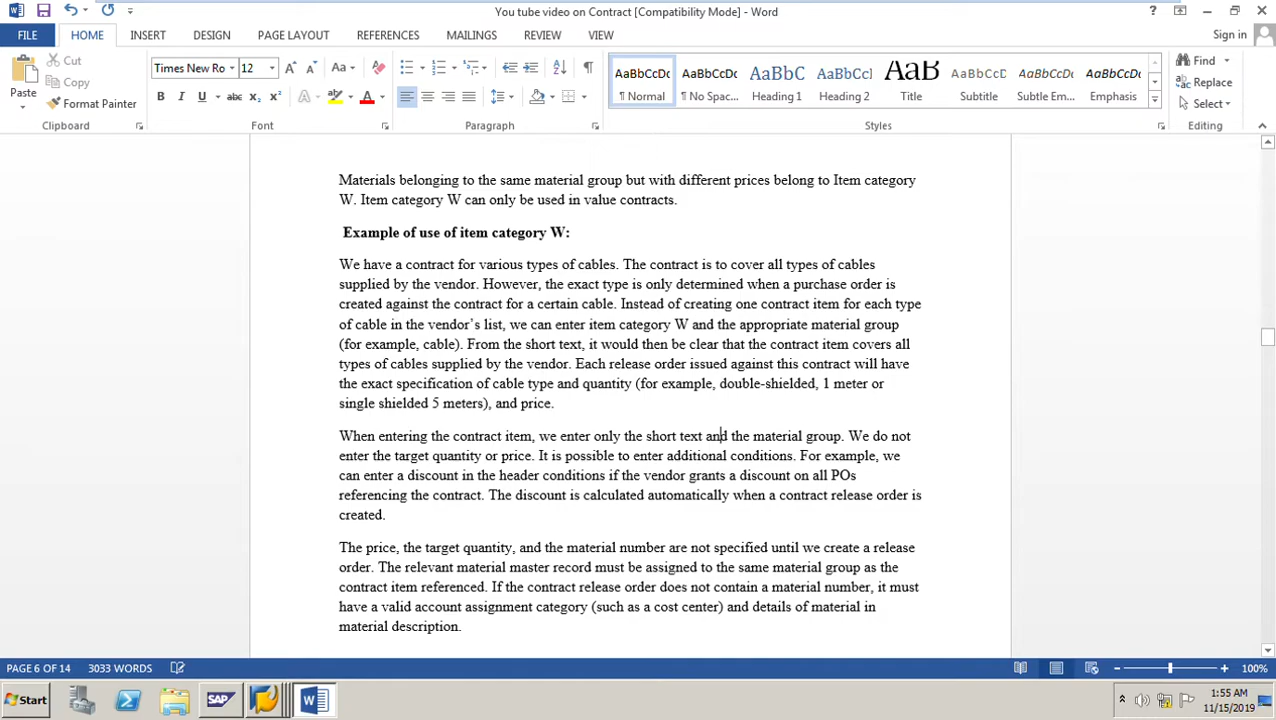 You tube video on Contract [Compatibility Mode] - Word
FILE HOME INSERT DESIGN PAGE LAYOUT REFERENCES MAILINGS REVIEW VIEW Sign in
Paste Cut Copy Format Painter
Times New Ro 12
AaBbCcDc AaBbCcDc AaBbC AaBbCc AaB AaBbCcD AaBbCcDc AaBbCcDc
¶ Normal ¶ No Spac... Heading 1 Heading 2 Title Subtitle Subtle Em... Emphasis
Find Replace Select
Clipboard Font Paragraph Styles Editing
Materials belonging to the same material group but with different prices belong to Item category
W. Item category W can only be used in value contracts.
Example of use of item category W:
We have a contract for various types of cables. The contract is to cover all types of cables
supplied by the vendor. However, the exact type is only determined when a purchase order is
created against the contract for a certain cable. Instead of creating one contract item for each type
of cable in the vendor’s list, we can enter item category W and the appropriate material group
(for example, cable). From the short text, it would then be clear that the contract item covers all
types of cables supplied by the vendor. Each release order issued against this contract will have
the exact specification of cable type and quantity (for example, double-shielded, 1 meter or
single shielded 5 meters), and price.
When entering the contract item, we enter only the short text and the material group. We do not
enter the target quantity or price. It is possible to enter additional conditions. For example, we
can enter a discount in the header conditions if the vendor grants a discount on all POs
referencing the contract. The discount is calculated automatically when a contract release order is
created.
The price, the target quantity, and the material number are not specified until we create a release
order. The relevant material master record must be assigned to the same material group as the
contract item referenced. If the contract release order does not contain a material number, it must
have a valid account assignment category (such as a cost center) and details of material in
material description.
PAGE 6 OF 14 3033 WORDS 100%
Start SAP 1:55 AM
11/15/2019